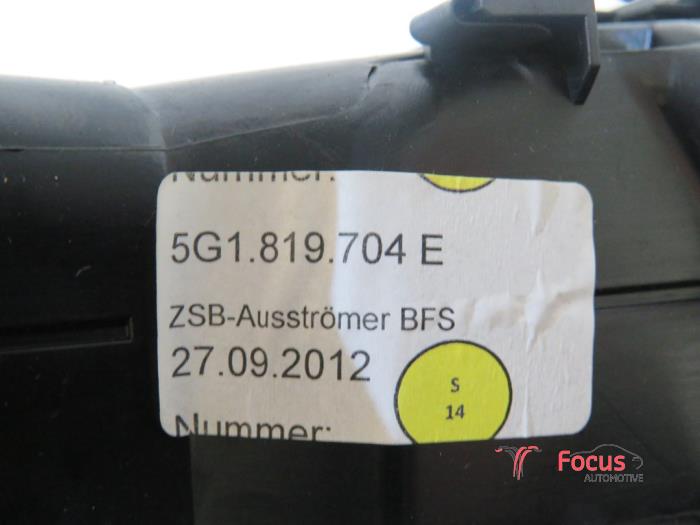 Nummer:
5G1.819.704 E
ZSB-Ausströmer BFS
27.09.2012
S
14
Nummer:
Focus
AUTOMOTIVE